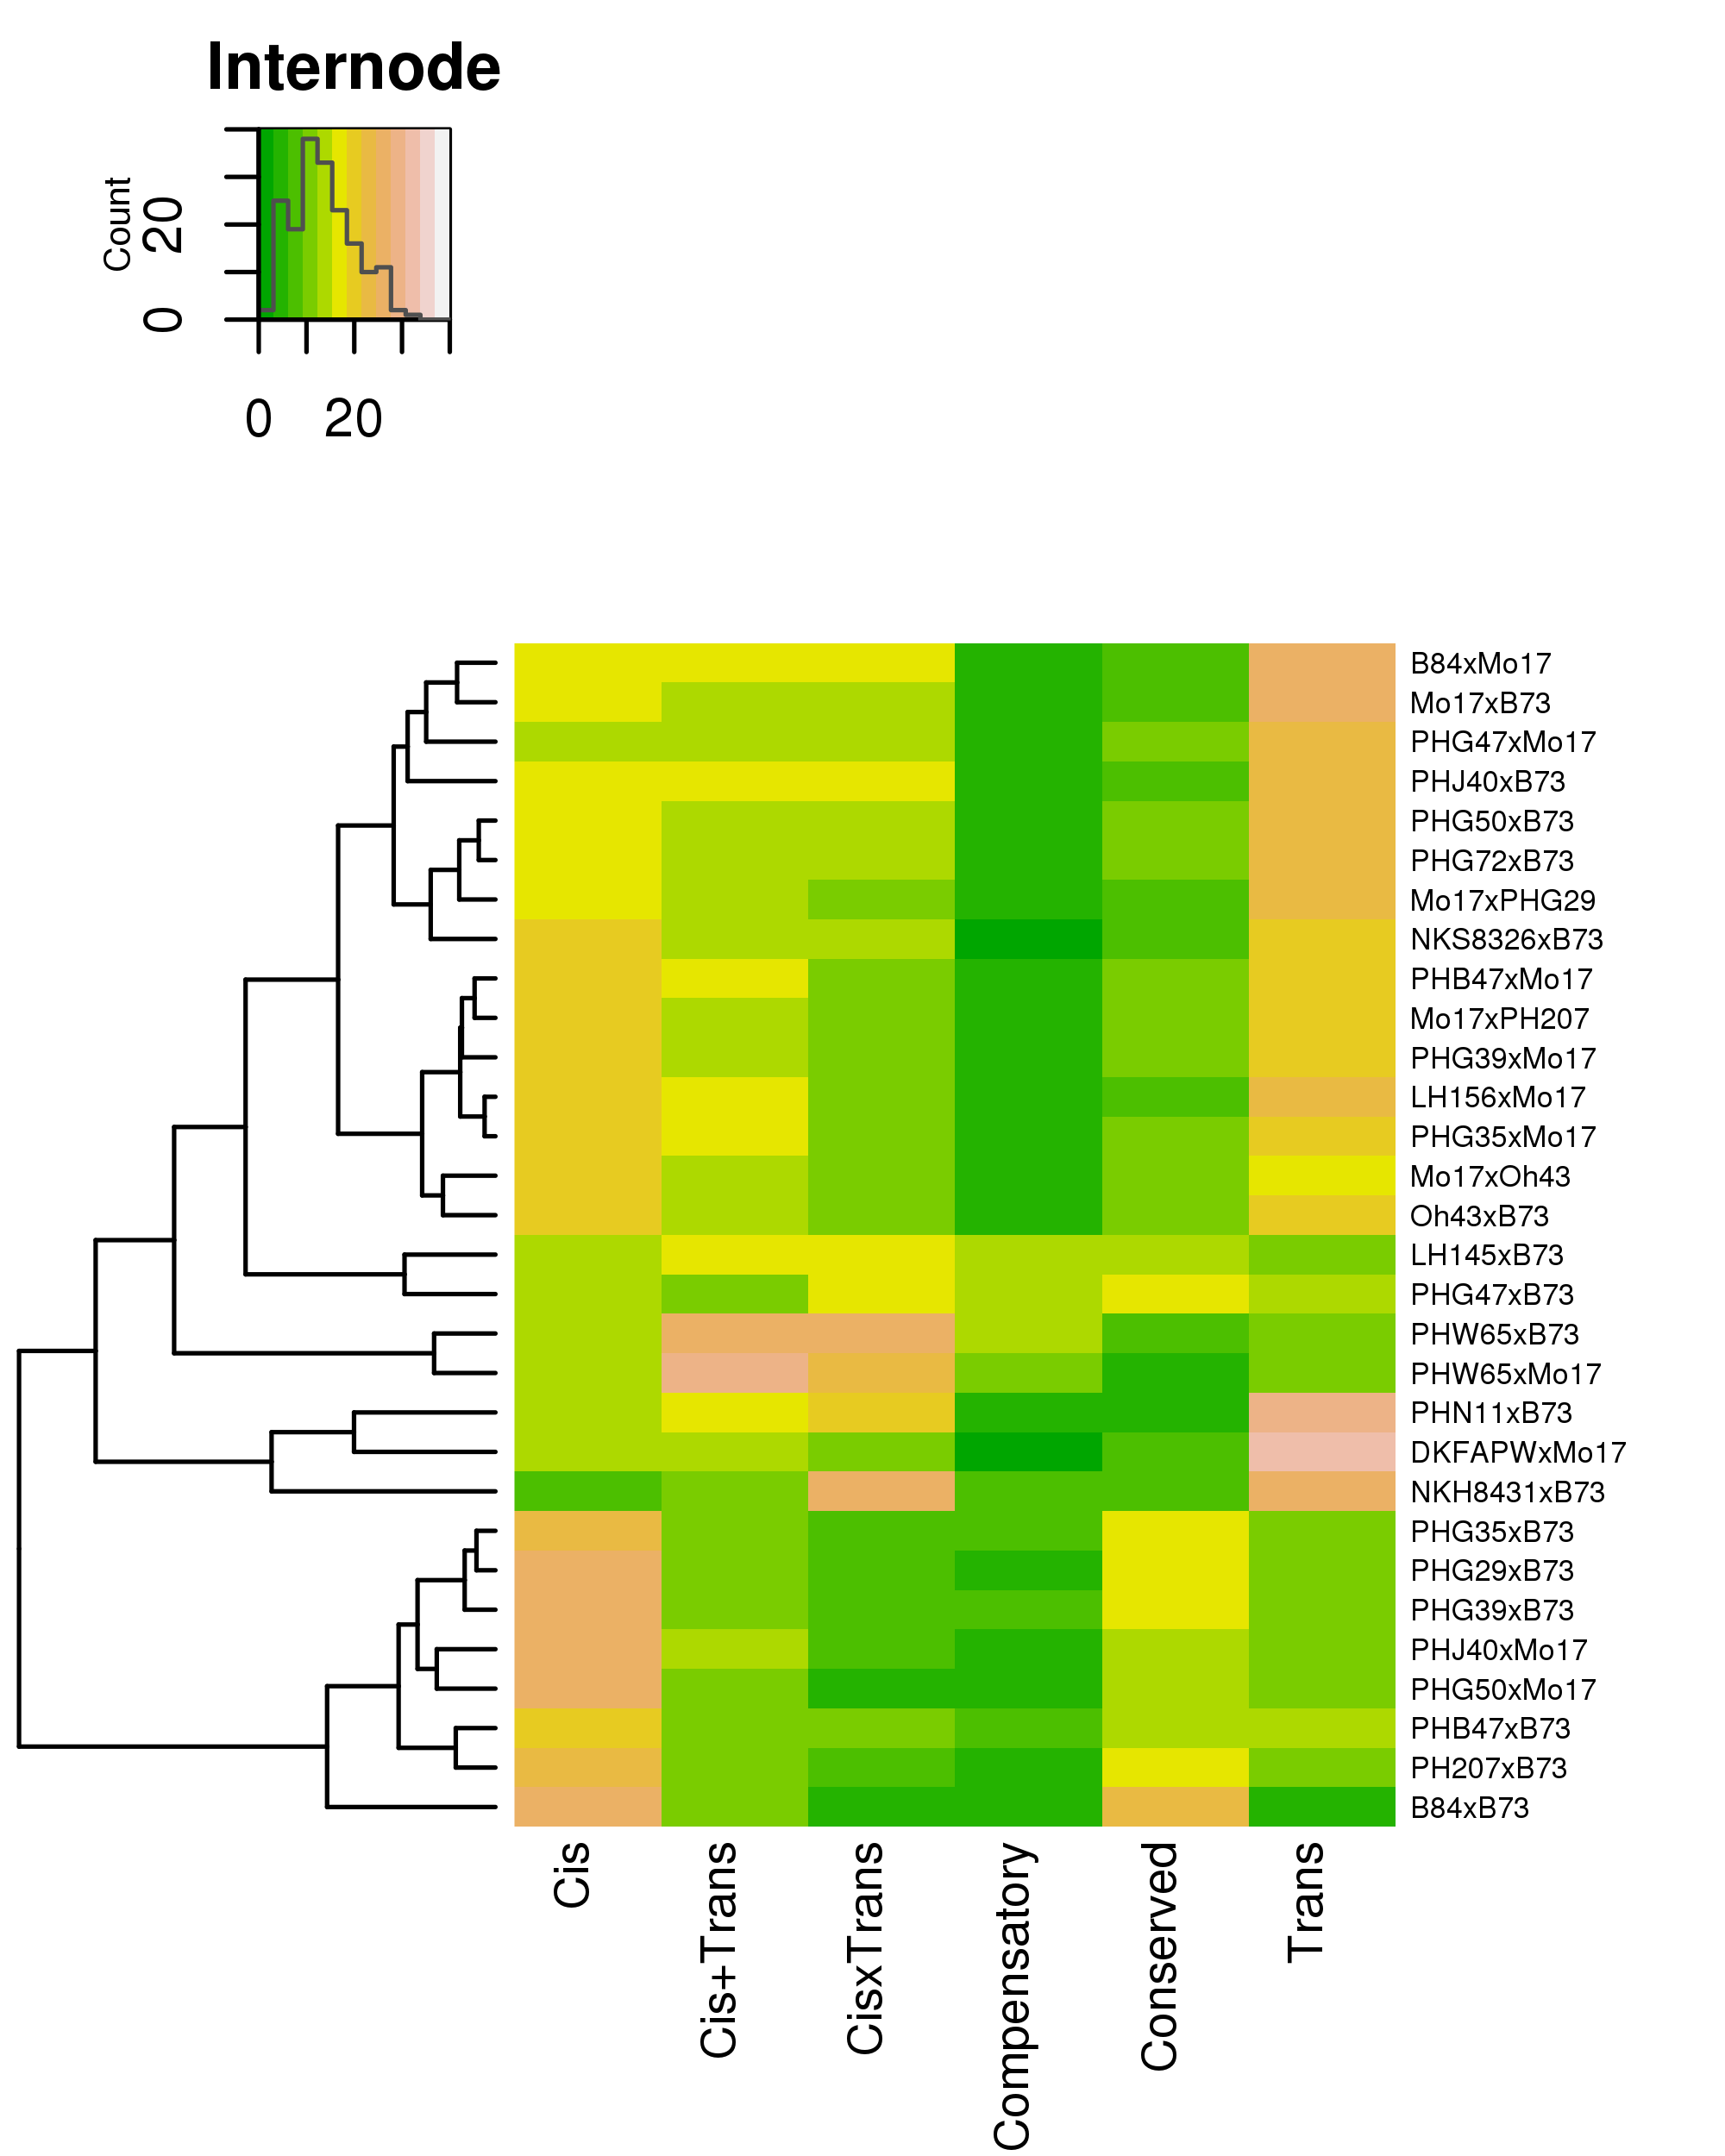 Internode
Count
0 20
0 20
B84xMo17
Mo17xB73
PHG47xMo17
PHJ40xB73
PHG50xB73
PHG72xB73
Mo17xPHG29
NKS8326xB73
PHB47xMo17
Mo17xPH207
PHG39xMo17
LH156xMo17
PHG35xMo17
Mo17xOh43
Oh43xB73
LH145xB73
PHG47xB73
PHW65xB73
PHW65xMo17
PHN11xB73
DKFAPWxMo17
NKH8431xB73
PHG35xB73
PHG29xB73
PHG39xB73
PHJ40xMo17
PHG50xMo17
PHB47xB73
PH207xB73
B84xB73
Cis
Cis+Trans
CisxTrans
Compensatory
Conserved
Trans